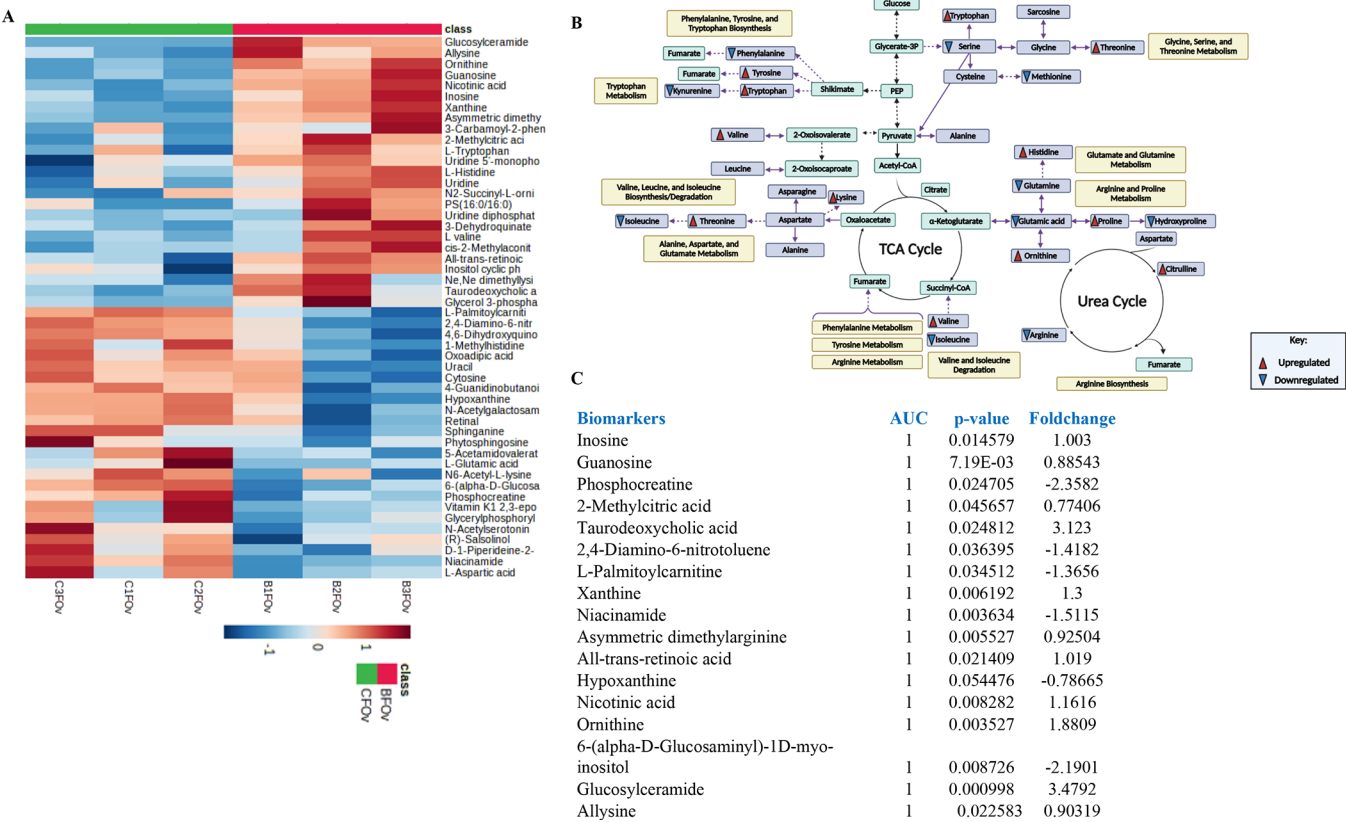 A
class
Glucosylceramide
Allysine
Ornithine
Guanosine
Nicotinic acid
Inosine
Xanthine
Asymmetric dimethy
3-Carbamoyl-2-phen
2-Methylcitric aci
L-Tryptophan
Uridine 5'-monopho
L-Histidine
Uridine
N2-Succinyl-L-orni
PS(16:0/16:0)
Uridine diphosphat
3-Dehydroquinate
L valine
cis-2-Methylaconit
All-trans-retinoic
Inositol cyclic ph
Ne,Ne dimethyllysi
Taurodeoxycholic a
Glycerol 3-phospha
L-Palmitoylcarniti
2,4-Diamino-6-nitr
4,6-Dihydroxyquino
1-Methylhistidine
Oxoadipic acid
Uracil
Cytosine
4-Guanidinobutanoi
Hypoxanthine
N-Acetylgalactosam
Retinal
Sphinganine
Phytosphingosine
5-Acetamidovalerat
L-Glutamic acid
N6-Acetyl-L-lysine
6-(alpha-D-Glucosa
Phosphocreatine
Vitamin K1 2,3-epo
Glycerylphosphoryl
N-Acetylserotonin
(R)-Salsolinol
D-1-Piperideine-2-
Niacinamide
L-Aspartic acid
C3FOv C1FOv C2FOv B1FOv B2FOv B3FOv
-1 0 1
class
BFOv
CFOv
B
Glucose
Phenylalanine, Tyrosine, and
Tryptophan Biosynthesis
Tryptophan
Sarcosine
Fumarate Phenylalanine
Glycerate-3P Serine Glycine Threonine
Glycine, Serine, and
Threonine Metabolism
Fumarate Tyrosine
Cysteine Methionine
Tryptophan
Metabolism
Kynurenine Tryptophan Shikimate PEP
Valine 2-Oxoisovalerate Pyruvate Alanine
Leucine 2-Oxoisocaproate Acetyl-CoA
Histidine
Glutamate and Glutamine
Metabolism
Valine, Leucine, and Isoleucine
Biosynthesis/Degradation
Asparagine Lysine Citrate
Glutamine
Arginine and Proline
Metabolism
Isoleucine Threonine Aspartate Oxaloacetate α-Ketoglutarate Glutamic acid Proline Hydroxyproline
Alanine, Aspartate, and
Glutamate Metabolism
Alanine
TCA Cycle
Ornithine
Aspartate
Citrulline
Fumarate Succinyl-CoA
Urea Cycle
Phenylalanine Metabolism
Tyrosine Metabolism
Arginine Metabolism
Valine
Isoleucine
Valine and Isoleucine
Degradation
Arginine
Fumarate
Arginine Biosynthesis
Key:
Upregulated
Downregulated
C
Biomarkers AUC p-value Foldchange
Inosine 1 0.014579 1.003
Guanosine 1 7.19E-03 0.88543
Phosphocreatine 1 0.024705 -2.3582
2-Methylcitric acid 1 0.045657 0.77406
Taurodeoxycholic acid 1 0.024812 3.123
2,4-Diamino-6-nitrotoluene 1 0.036395 -1.4182
L-Palmitoylcarnitine 1 0.034512 -1.3656
Xanthine 1 0.006192 1.3
Niacinamide 1 0.003634 -1.5115
Asymmetric dimethylarginine 1 0.005527 0.92504
All-trans-retinoic acid 1 0.021409 1.019
Hypoxanthine 1 0.054476 -0.78665
Nicotinic acid 1 0.008282 1.1616
Ornithine 1 0.003527 1.8809
6-(alpha-D-Glucosaminyl)-1D-myo-
inositol 1 0.008726 -2.1901
Glucosylceramide 1 0.000998 3.4792
Allysine 1 0.022583 0.90319